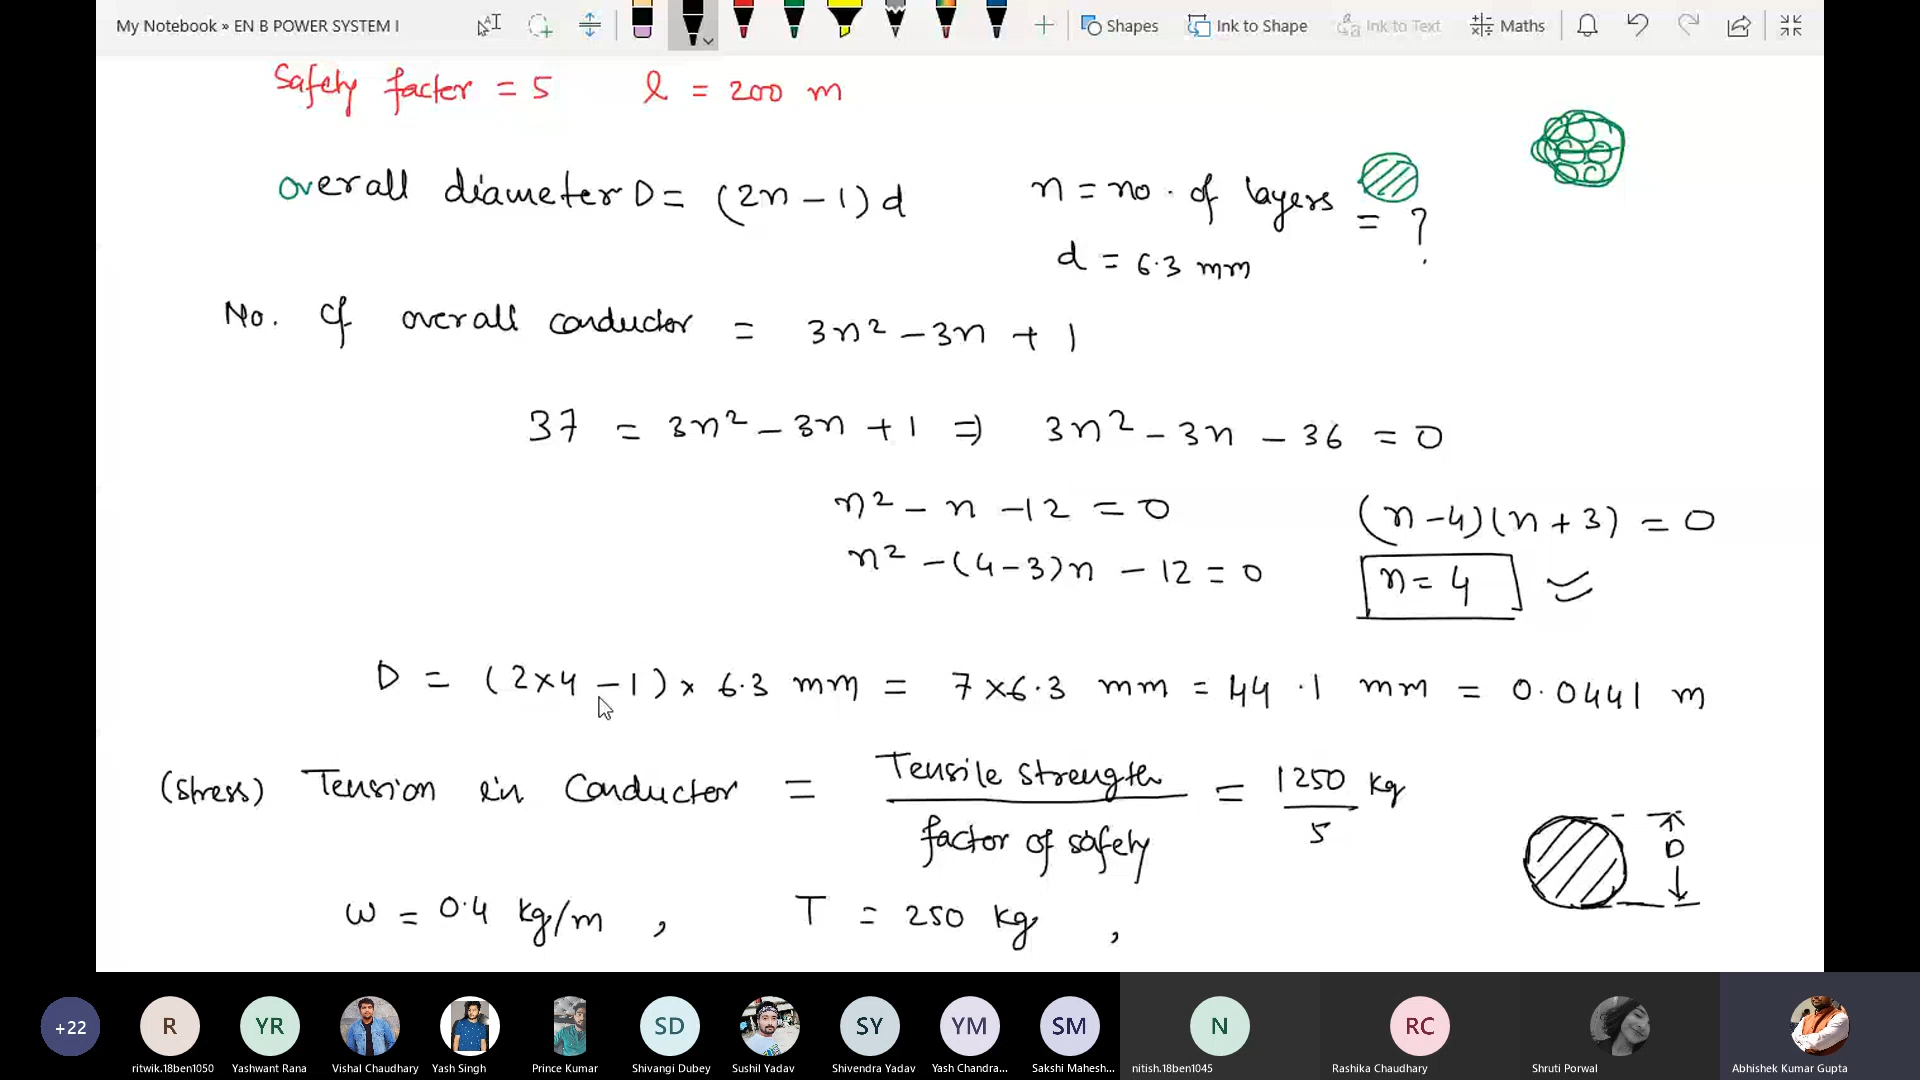 My Notebook » EN B POWER SYSTEM I
Shapes Ink to Shape Ink to Text Maths
Safety factor = 5 l = 200 m
overall diameter D = (2n - 1) d n = no. of layers = ?
d = 6.3 mm
No. of overall conductor = 3n² - 3n + 1
37 = 3n² - 3n + 1 ⇒ 3n² - 3n - 36 = 0
n² - n - 12 = 0
n² - (4-3)n - 12 = 0
(n-4)(n+3) = 0
n = 4
D = (2×4 - 1) × 6.3 mm = 7×6.3 mm = 44.1 mm = 0.0441 m
(Stress) Tension in Conductor = Tensile strength / factor of safety = 1250 kg / 5
D
w = 0.4 kg/m , T = 250 kg ,
+22 R YR SD SY YM SM N RC
ritwik.18ben1050 Yashwant Rana Vishal Chaudhary Yash Singh Prince Kumar Shivangi Dubey Sushil Yadav Shivendra Yadav Yash Chandra... Sakshi Mahesh... nitish.18ben1045 Rashika Chaudhary Shruti Porwal Abhishek Kumar Gupta